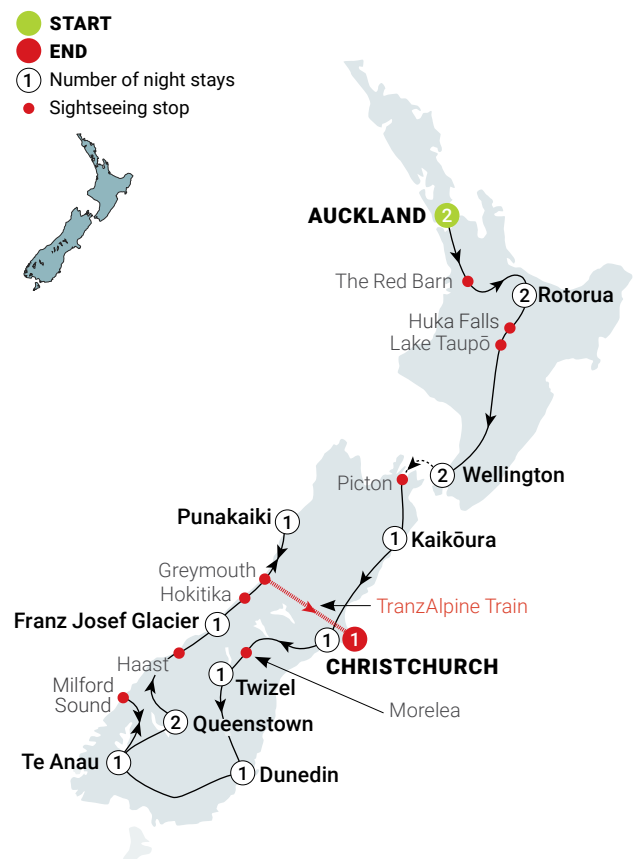 START
END
1 Number of night stays
Sightseeing stop
AUCKLAND 2
The Red Barn
2 Rotorua
Huka Falls
Lake Taupō
2 Wellington
Picton
Punakaiki 1
1 Kaikōura
Greymouth
Hokitika
TranzAlpine Train
Franz Josef Glacier 1
1 1
CHRISTCHURCH
Haast
1 Twizel
Milford
Sound
Morelea
2 Queenstown
Te Anau 1
1 Dunedin